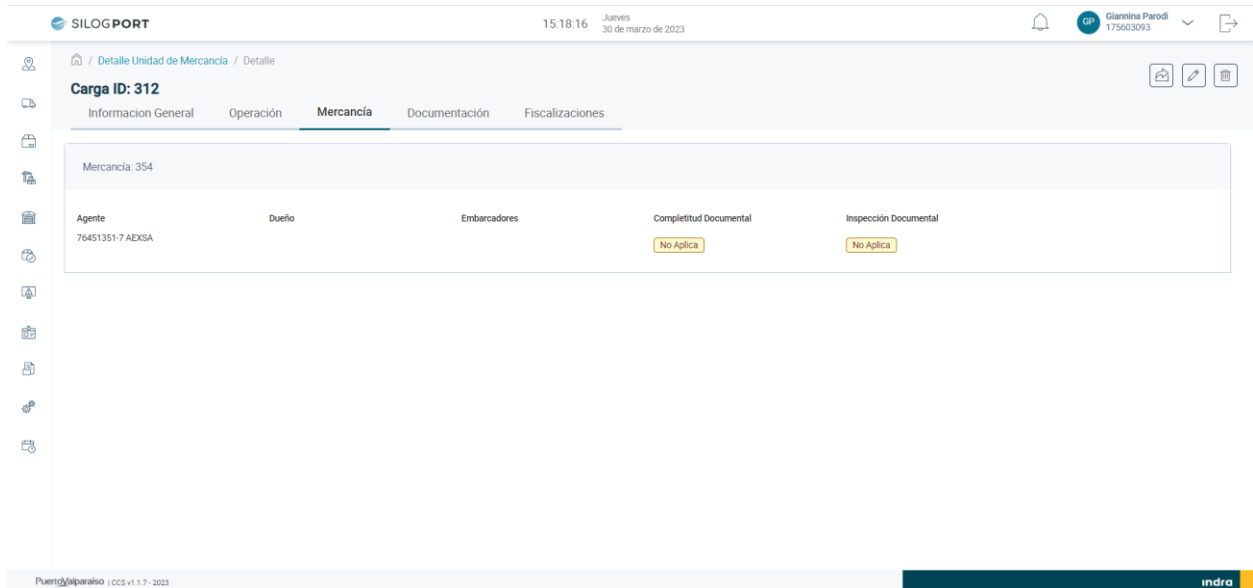 SILOGPORT
15:18:16
Jueves
30 de marzo de 2023
GP
Giannina Parodi
175603093
/ Detalle Unidad de Mercancía / Detalle
Carga ID: 312
Informacion General
Operación
Mercancía
Documentación
Fiscalizaciones
Mercancía: 354
Agente
Dueño
Embarcadores
Completitud Documental
Inspección Documental
76451351-7 AEXSA
No Aplica
No Aplica
PuertoValparaíso | CCS v1.1.7 - 2023
indra